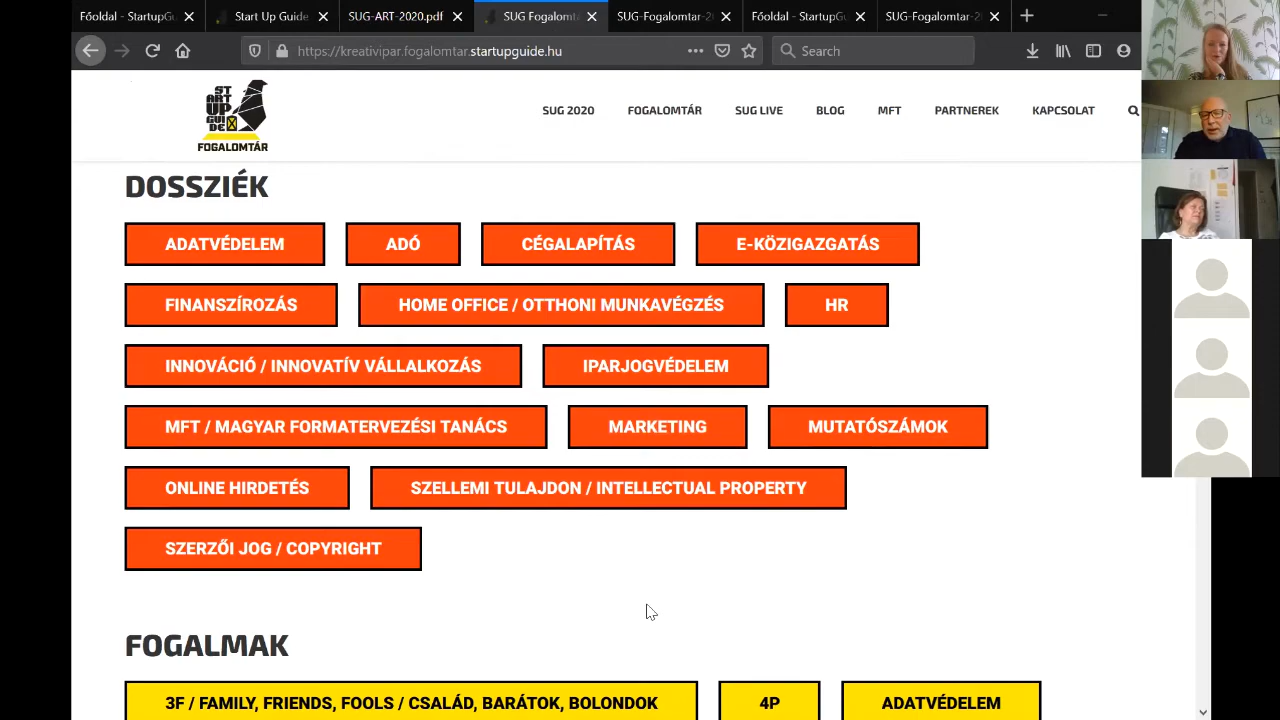 Főoldal - StartupGu
Start Up Guide
SUG-ART-2020.pdf
SUG Fogalomt
SUG-Fogalomtar-2
Főoldal - StartupGu
SUG-Fogalomtar-2
https://kreativipar.fogalomtar.startupguide.hu
Search
ST
ART
UP
GUI
DE
FOGALOMTÁR
SUG 2020
FOGALOMTÁR
SUG LIVE
BLOG
MFT
PARTNEREK
KAPCSOLAT
DOSSZIÉK
ADATVÉDELEM
ADÓ
CÉGALAPÍTÁS
E-KÖZIGAZGATÁS
FINANSZÍROZÁS
HOME OFFICE / OTTHONI MUNKAVÉGZÉS
HR
INNOVÁCIÓ / INNOVATÍV VÁLLALKOZÁS
IPARJOGVÉDELEM
MFT / MAGYAR FORMATERVEZÉSI TANÁCS
MARKETING
MUTATÓSZÁMOK
ONLINE HIRDETÉS
SZELLEMI TULAJDON / INTELLECTUAL PROPERTY
SZERZŐI JOG / COPYRIGHT
FOGALMAK
3F / FAMILY, FRIENDS, FOOLS / CSALÁD, BARÁTOK, BOLONDOK
4P
ADATVÉDELEM